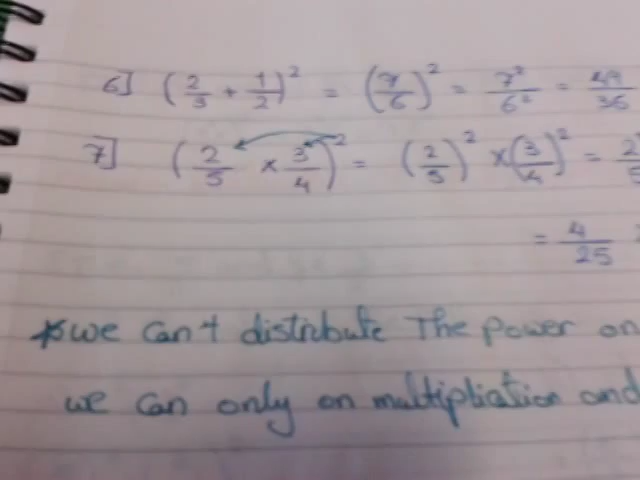 6] (2/3 + 1/2)² = (7/6)² = 7²/6² = 49/36
7] (2/5 × 3/4)² = (2/5)² × (3/4)² = 2
= 4/25
* we can't distribute The power on
we can only on multipliation and